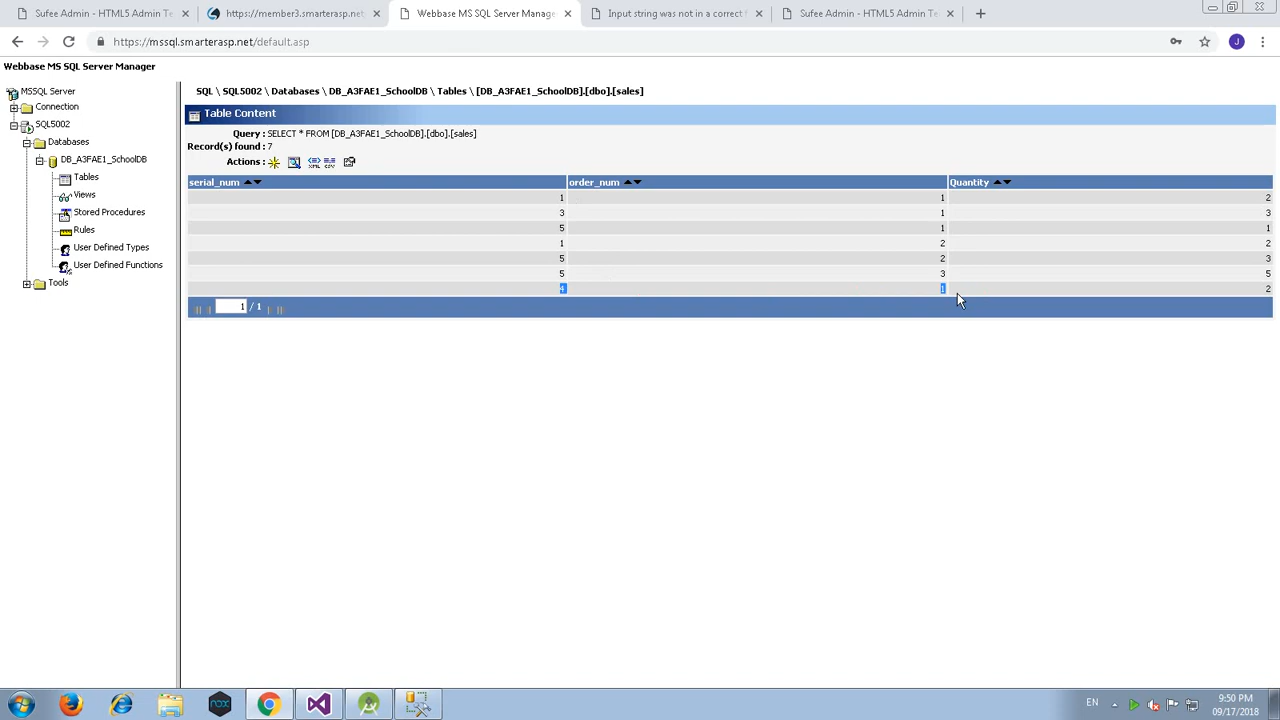 Sufee Admin - HTML5 Admin Te
https://member3.smarterasp.net
Webbase MS SQL Server Manage
Input string was not in a correct f
Sufee Admin - HTML5 Admin Te
https://mssql.smarterasp.net/default.asp
J
Webbase MS SQL Server Manager
MSSQL Server
Connection
SQL5002
Databases
DB_A3FAE1_SchoolDB
Tables
Views
Stored Procedures
Rules
User Defined Types
User Defined Functions
Tools
SQL \ SQL5002 \ Databases \ DB_A3FAE1_SchoolDB \ Tables \ [DB_A3FAE1_SchoolDB].[dbo].[sales]
Table Content
Query : SELECT * FROM [DB_A3FAE1_SchoolDB].[dbo].[sales]
Record(s) found : 7
Actions :
serial_num order_num Quantity
1 1 2
3 1 3
5 1 1
1 2 2
5 2 3
5 3 5
4 1 2
1 / 1
nox
EN
9:50 PM
09/17/2018